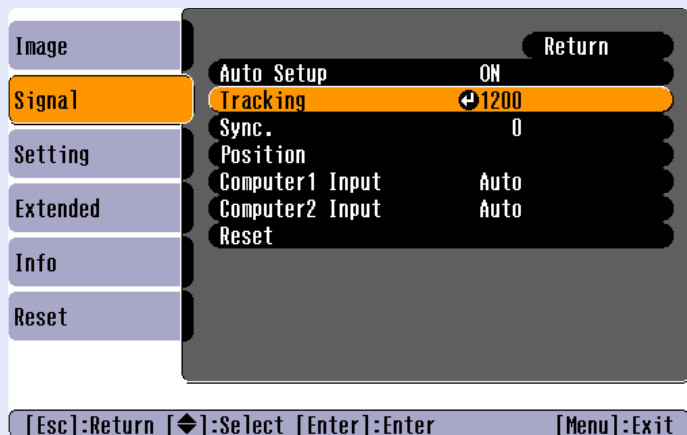 Image
Signal
Setting
Extended
Info
Reset
Return
Auto Setup ON
Tracking 1200
Sync. 0
Position
Computer1 Input Auto
Computer2 Input Auto
Reset
[Esc]:Return [◆]:Select [Enter]:Enter [Menu]:Exit